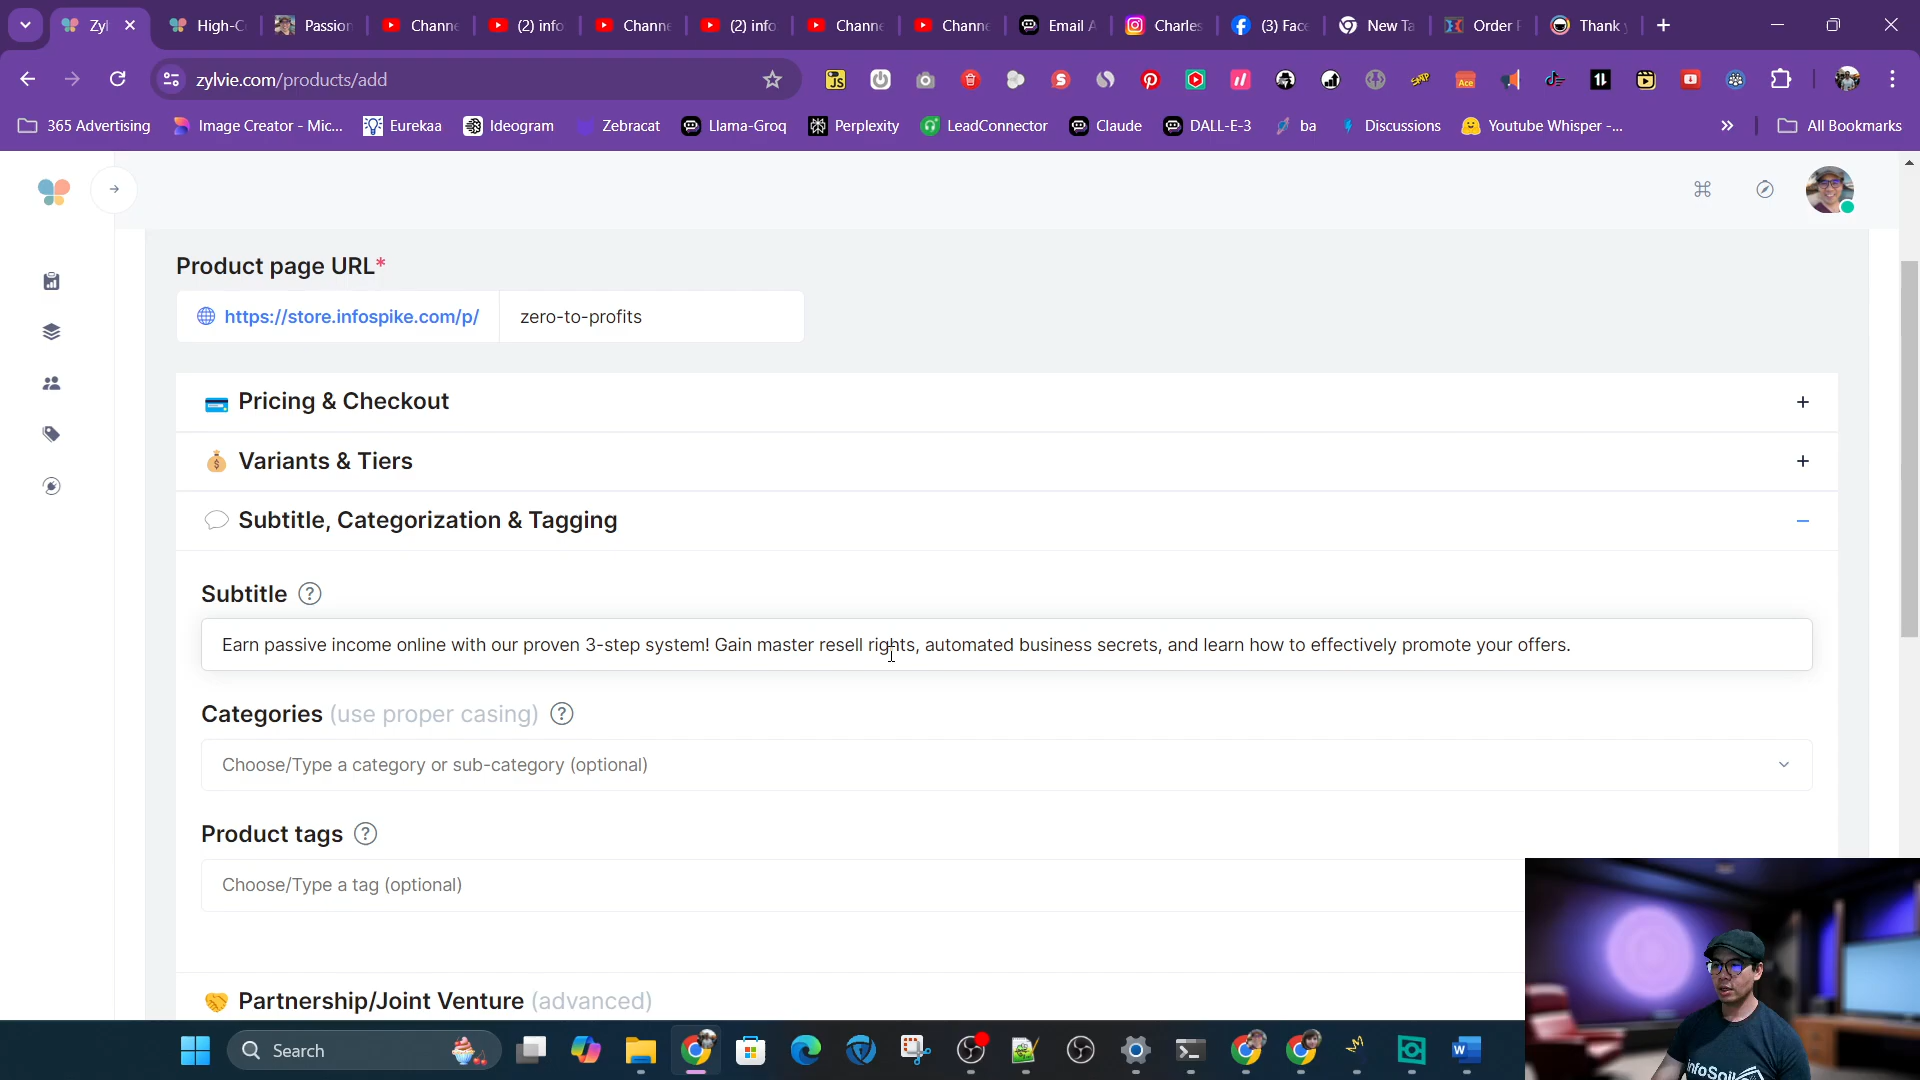 Zyl
High-C
Passion
Channe
(2) info
Channe
(2) info
Channe
Channe
Email A
Charles
(3) Face
New Ta
Order F
Thank y
zylvie.com/products/add
365 Advertising
Image Creator - Mic...
Eurekaa
Ideogram
Zebracat
Llama-Groq
Perplexity
LeadConnector
Claude
DALL-E-3
ba
Discussions
Youtube Whisper -...
All Bookmarks
Product page URL*
https://store.infospike.com/p/
zero-to-profits
Pricing & Checkout
Variants & Tiers
Subtitle, Categorization & Tagging
Subtitle
Earn passive income online with our proven 3-step system! Gain master resell rights, automated business secrets, and learn how to effectively promote your offers.
Categories (use proper casing)
Choose/Type a category or sub-category (optional)
Product tags
Choose/Type a tag (optional)
Partnership/Joint Venture (advanced)
Search